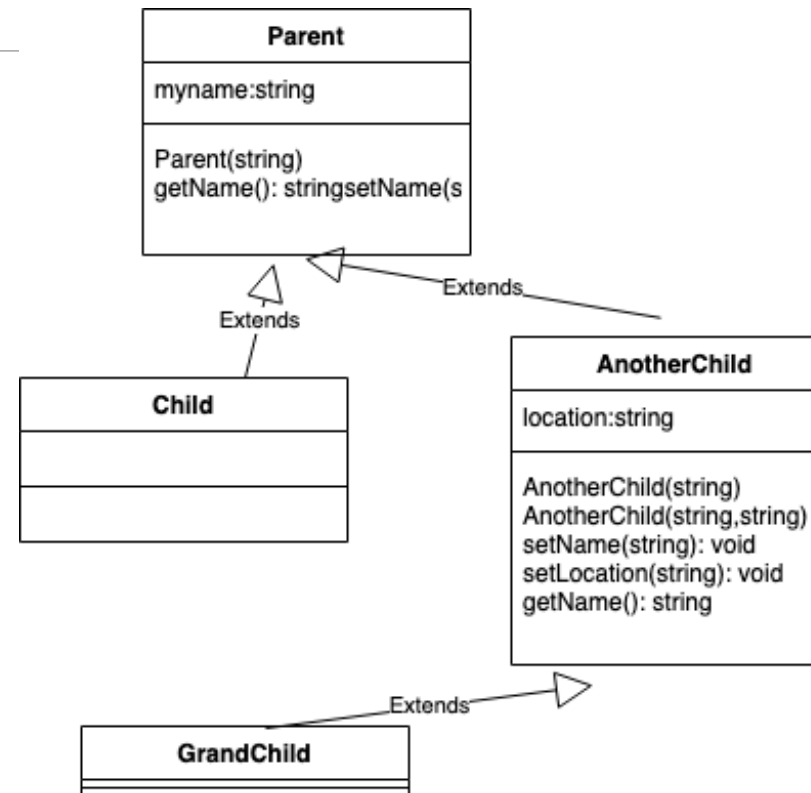 Parent
myname:string
Parent(string)
getName(): stringsetName(s
Extends
Extends
Child
AnotherChild
location:string
AnotherChild(string)
AnotherChild(string,string)
setName(string): void
setLocation(string): void
getName(): string
Extends
GrandChild